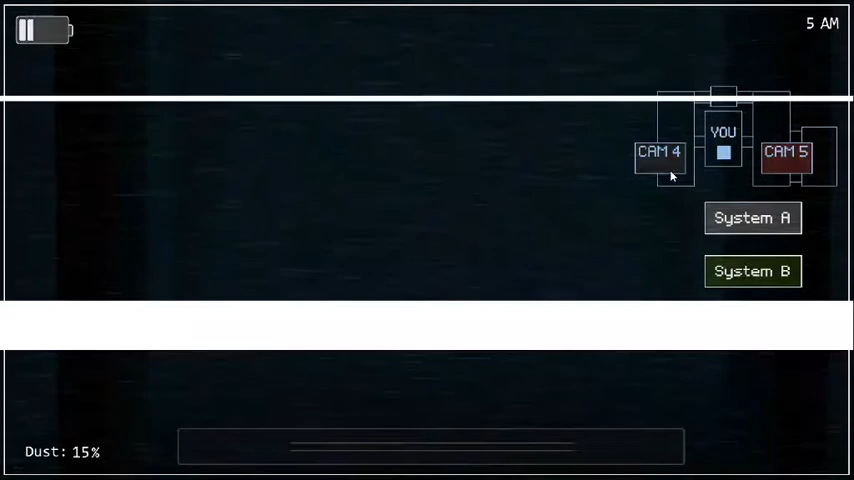 5 AM
YOU
CAM 4
CAM 5
System A
System B
Dust: 15%